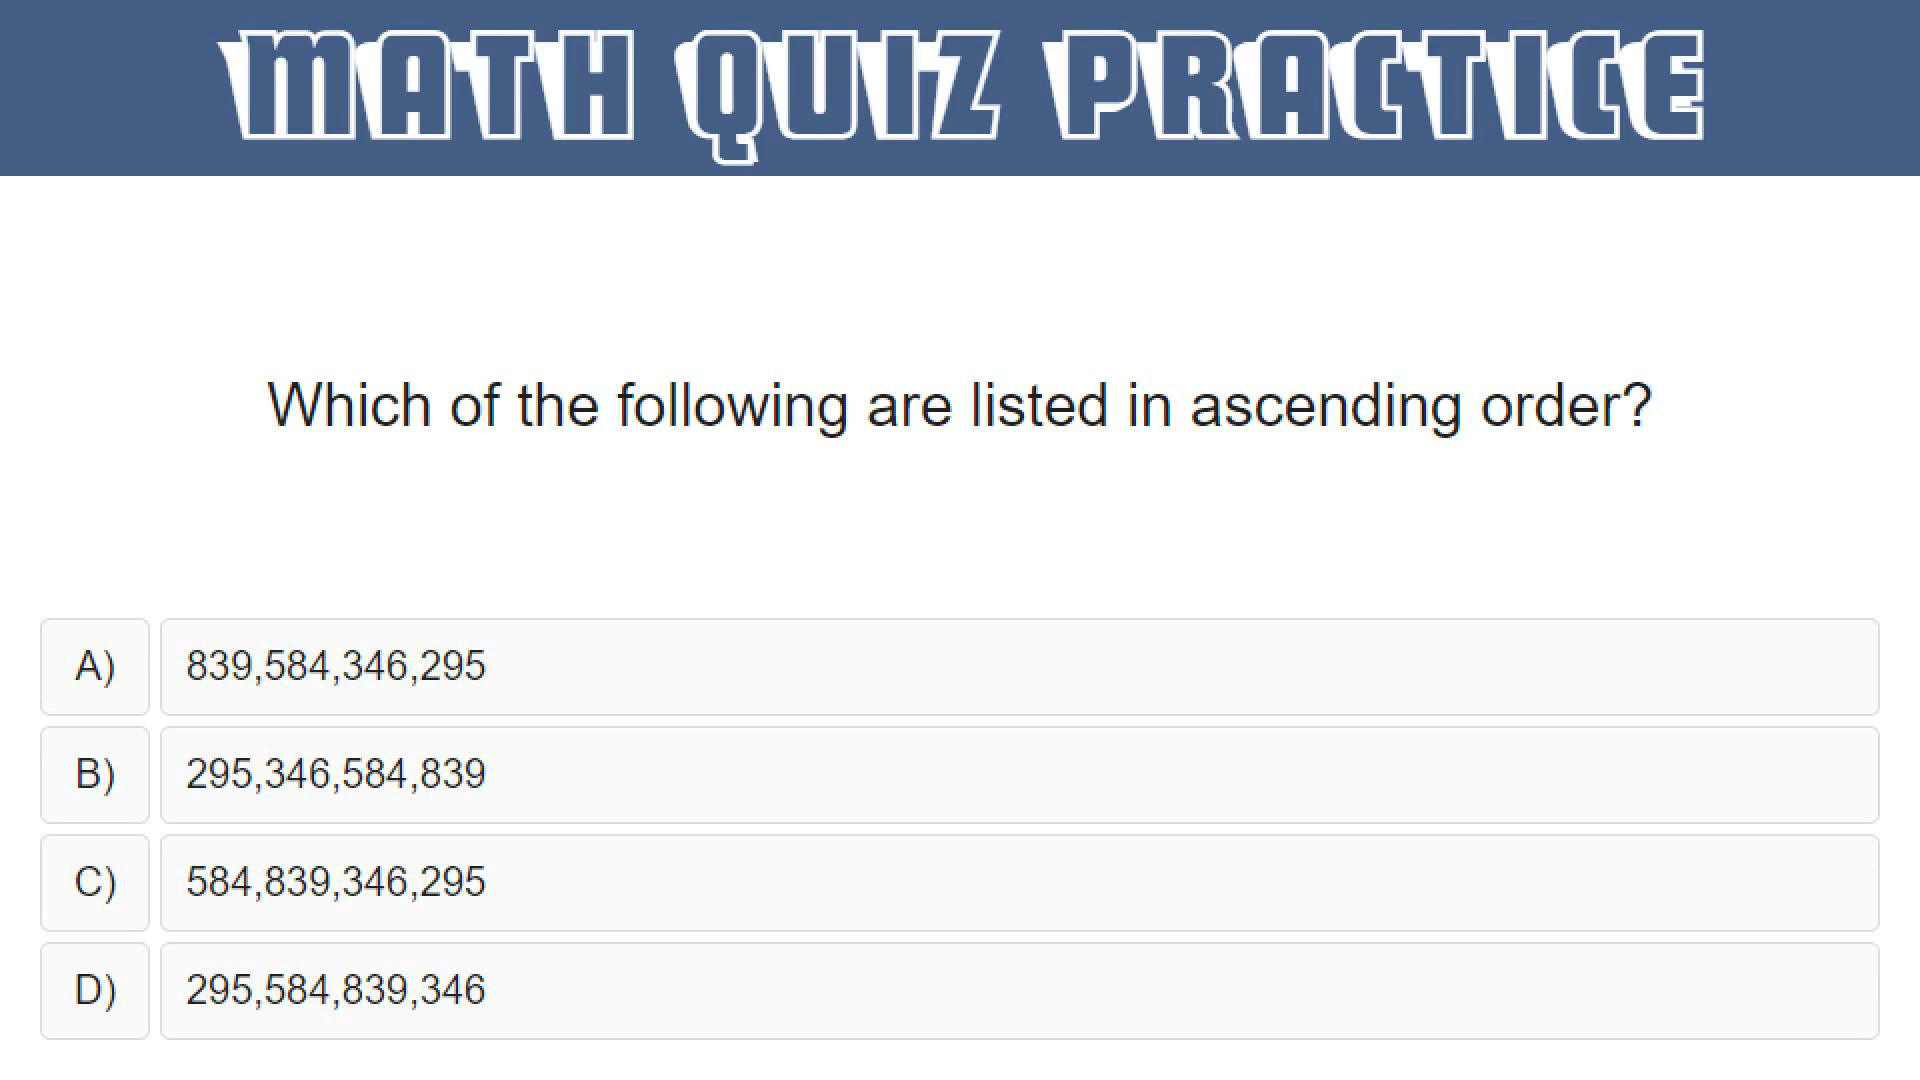 MATH QUIZ PRACTICE
Which of the following are listed in ascending order?
A) 839,584,346,295
B) 295,346,584,839
C) 584,839,346,295
D) 295,584,839,346